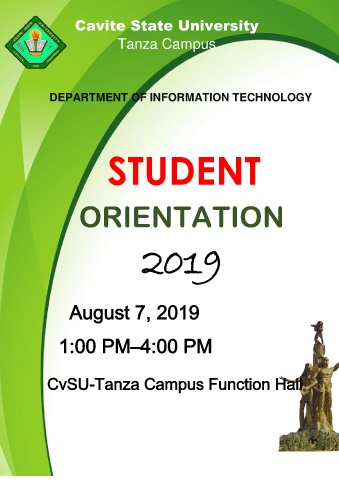 Cavite State University
Tanza Campus
DEPARTMENT OF INFORMATION TECHNOLOGY
STUDENT
ORIENTATION
2019
August 7, 2019
1:00 PM–4:00 PM
CvSU-Tanza Campus Function Hall